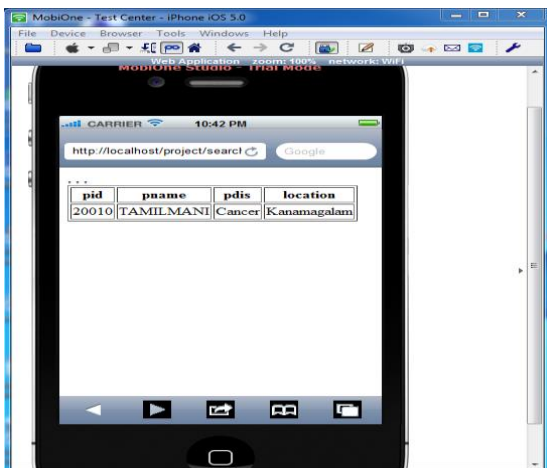 MobiOne - Test Center - iPhone iOS 5.0
File Device Browser Tools Windows Help
Web Application zoom: 100% network: WiFi
MobiOne Studio - Trial Mode
CARRIER 10:42 PM
http://localhost/project/searcl Google
...
pid pname pdis location
20010 TAMILMANI Cancer Kanamagalam